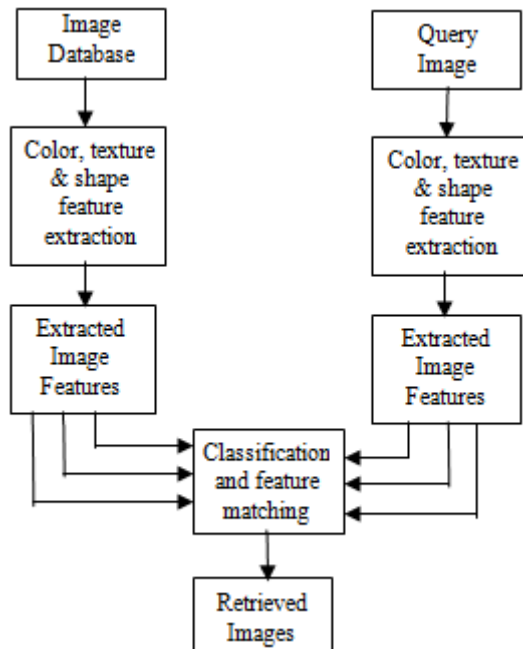 Image
Database
Color, texture
& shape
feature
extraction
Extracted
Image
Features
Query
Image
Color, texture
& shape
feature
extraction
Extracted
Image
Features
Classification
and feature
matching
Retrieved
Images